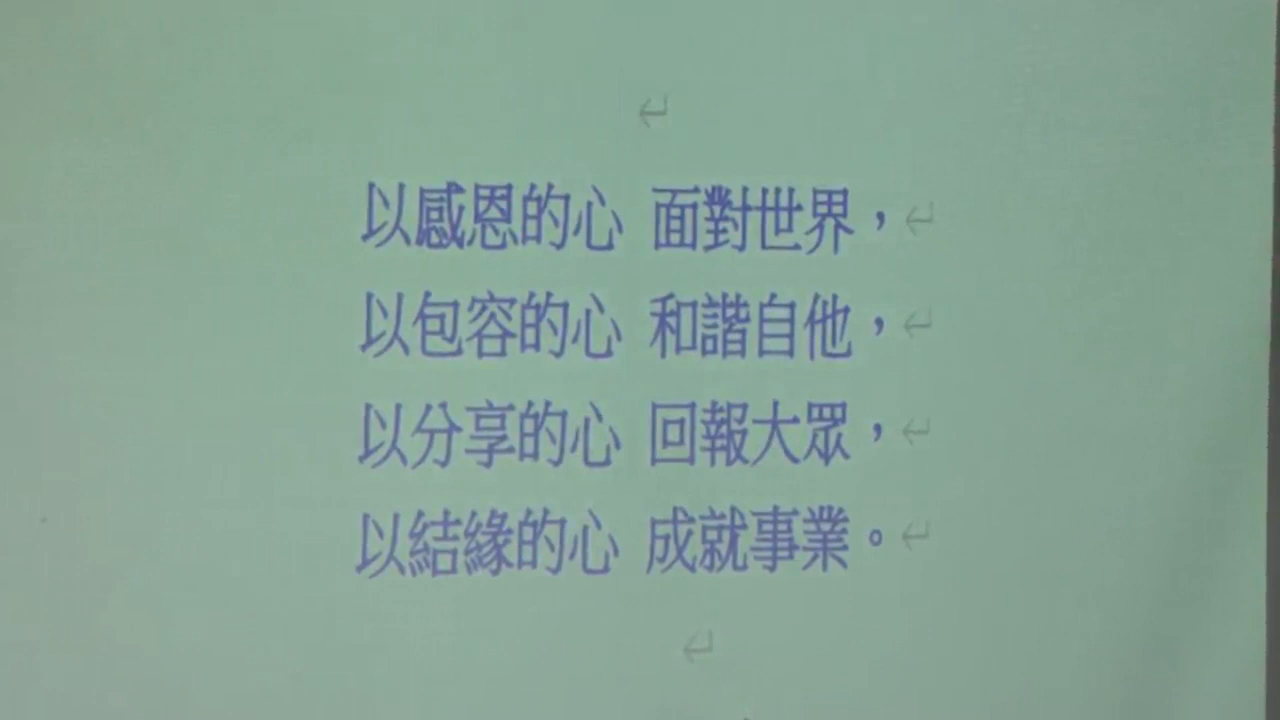 以感恩的心 面對世界，
以包容的心 和諧自他，
以分享的心 回報大眾，
以結緣的心 成就事業。